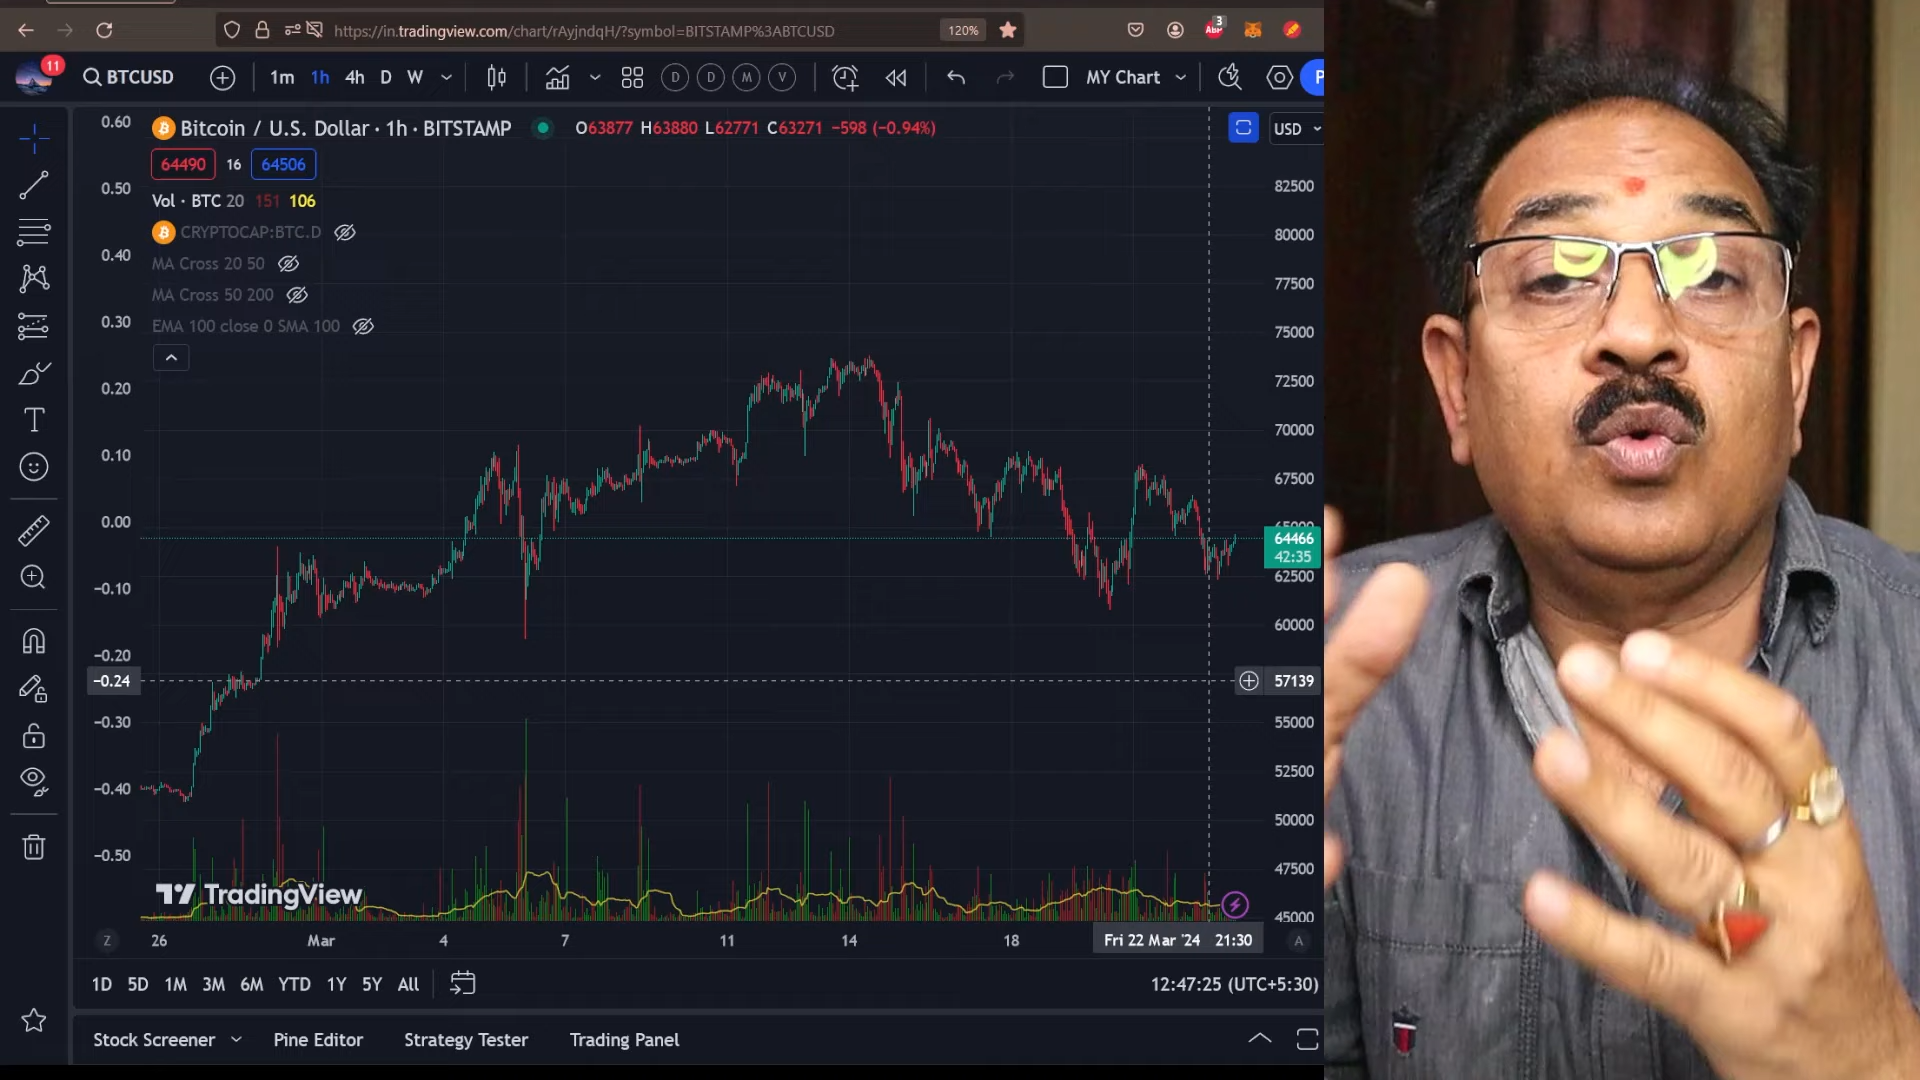 https://in.tradingview.com/chart/rAyjndqH/?symbol=BITSTAMP%3ABTCUSD 120% ABP 3
11 BTCUSD 1m 1h 4h D W D D M V MY Chart P
0.60 Bitcoin / U.S. Dollar · 1h · BITSTAMP O63877 H63880 L62771 C63271 −598 (−0.94%) USD
64490 16 64506
0.50 82500
Vol · BTC 20 151 106
CRYPTOCAP:BTC.D 80000
0.40
MA Cross 20 50
77500
MA Cross 50 200
0.30 EMA 100 close 0 SMA 100 75000
0.20 72500
70000
0.10
67500
0.00 65000
64466
42:35
−0.10 62500
60000
−0.20
−0.24 57139
−0.30 55000
52500
−0.40
50000
−0.50 47500
TradingView
45000
Z 26 Mar 4 7 11 14 18 Fri 22 Mar '24 21:30 A
1D 5D 1M 3M 6M YTD 1Y 5Y All 12:47:25 (UTC+5:30)
Stock Screener Pine Editor Strategy Tester Trading Panel